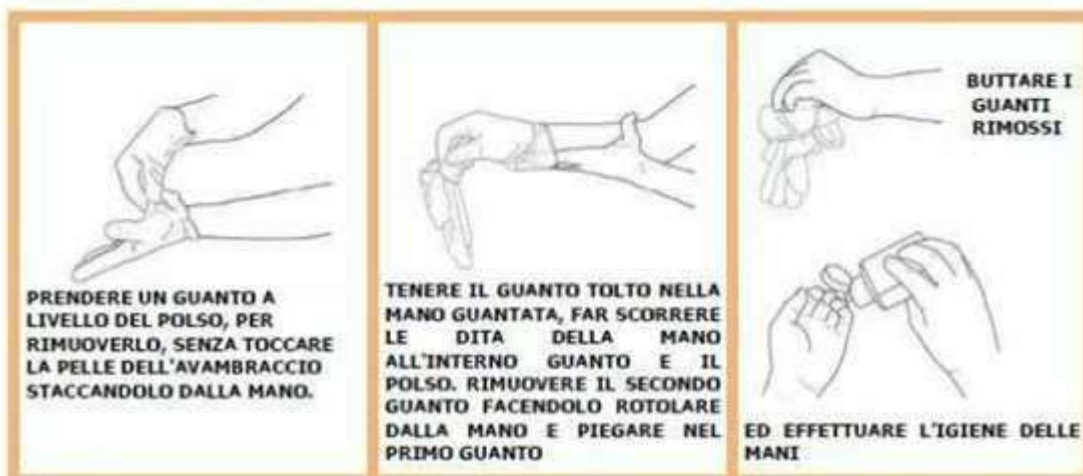 PRENDERE UN GUANTO A
LIVELLO DEL POLSO, PER
RIMUOVERLO, SENZA TOCCARE
LA PELLE DELL'AVAMBRACCIO
STACCANDOLO DALLA MANO.
TENERE IL GUANTO TOLTO NELLA
MANO GUANTATA, FAR SCORRERE
LE DITA DELLA MANO
ALL'INTERNO GUANTO E IL
POLSO. RIMUOVERE IL SECONDO
GUANTO FACENDOLO ROTOLARE
DALLA MANO E PIEGARE NEL
PRIMO GUANTO
BUTTARE I
GUANTI
RIMOSSI
ED EFFETTUARE L'IGIENE DELLE
MANI